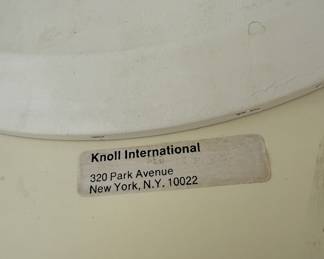 Knoll International
320 Park Avenue
New York, N.Y. 10022